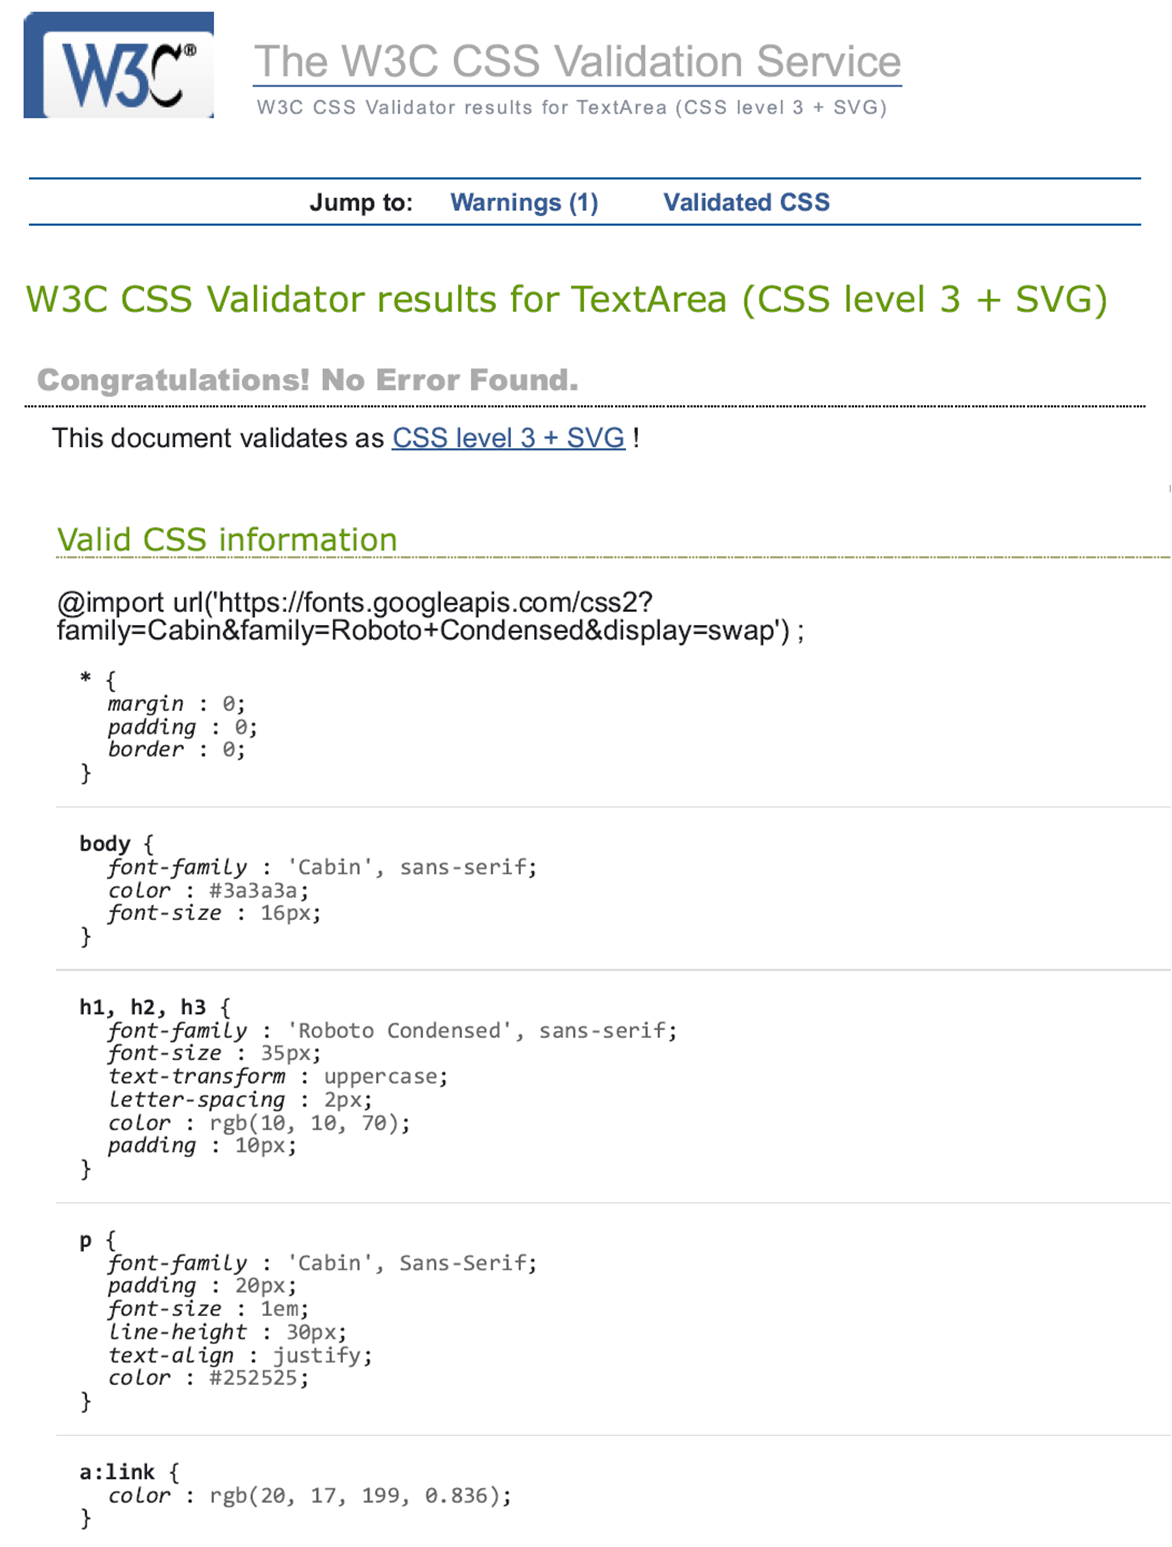 W3C®
The W3C CSS Validation Service
W3C CSS Validator results for TextArea (CSS level 3 + SVG)
Jump to: Warnings (1) Validated CSS
W3C CSS Validator results for TextArea (CSS level 3 + SVG)
Congratulations! No Error Found.
This document validates as CSS level 3 + SVG !
Valid CSS information
@import url('https://fonts.googleapis.com/css2?
family=Cabin&family=Roboto+Condensed&display=swap') ;
* {
margin : 0;
padding : 0;
border : 0;
}
body {
font-family : 'Cabin', sans-serif;
color : #3a3a3a;
font-size : 16px;
}
h1, h2, h3 {
font-family : 'Roboto Condensed', sans-serif;
font-size : 35px;
text-transform : uppercase;
letter-spacing : 2px;
color : rgb(10, 10, 70);
padding : 10px;
}
p {
font-family : 'Cabin', Sans-Serif;
padding : 20px;
font-size : 1em;
line-height : 30px;
text-align : justify;
color : #252525;
}
a:link {
color : rgb(20, 17, 199, 0.836);
}